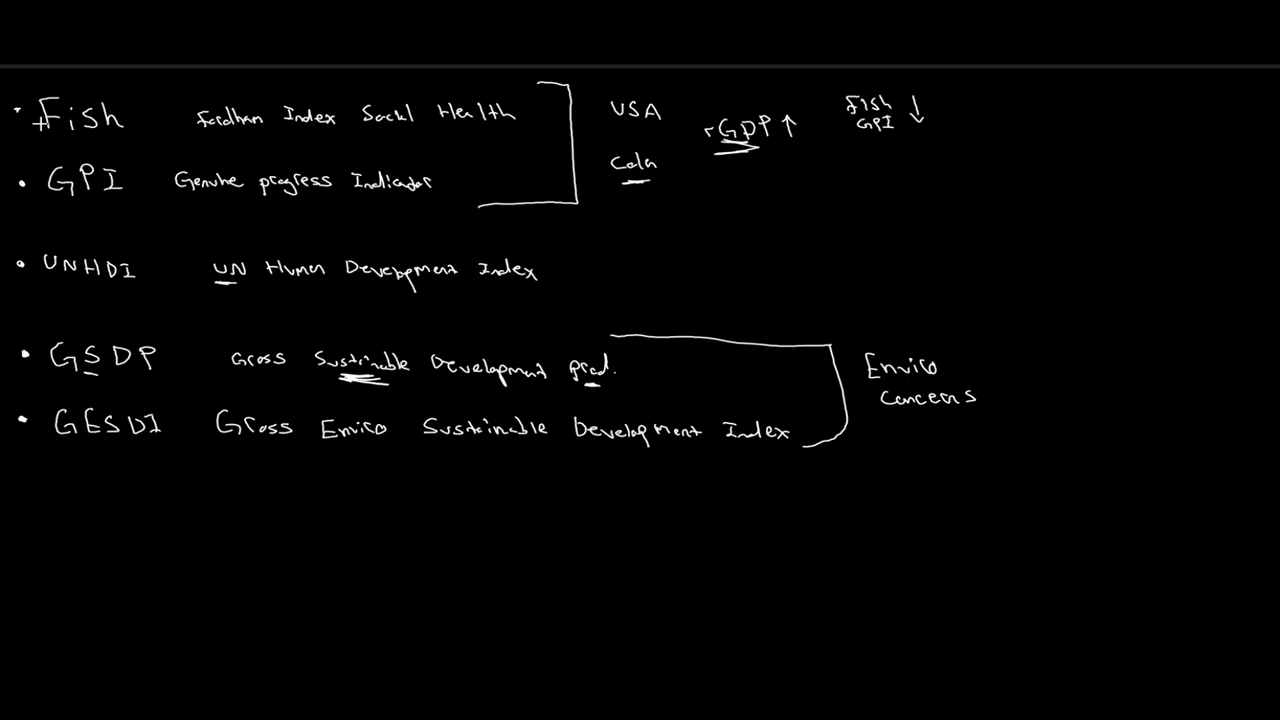 • Fish Fordham Index Social Health
USA
rGDP ↑
Fish
GPI ↓
• GPI Genuine progress Indicator
• UNHDI UN Human Development Index
• GSDP Gross Sustainable Development prod.
• GESDI Gross Enviro Sustainable Development Index
Enviro
Concerns